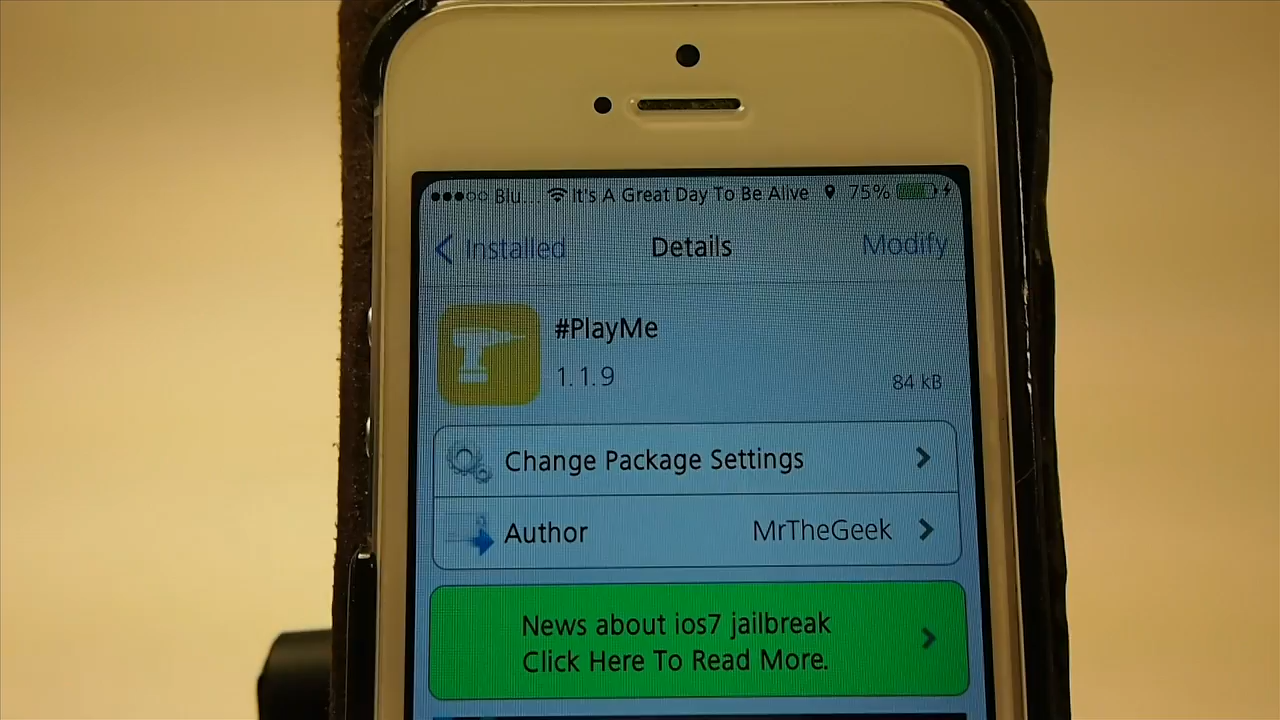 Blu... It's A Great Day To Be Alive 75%
Installed Details Modify
#PlayMe
1.1.9 84 kB
Change Package Settings
Author MrTheGeek
News about ios7 jailbreak
Click Here To Read More.